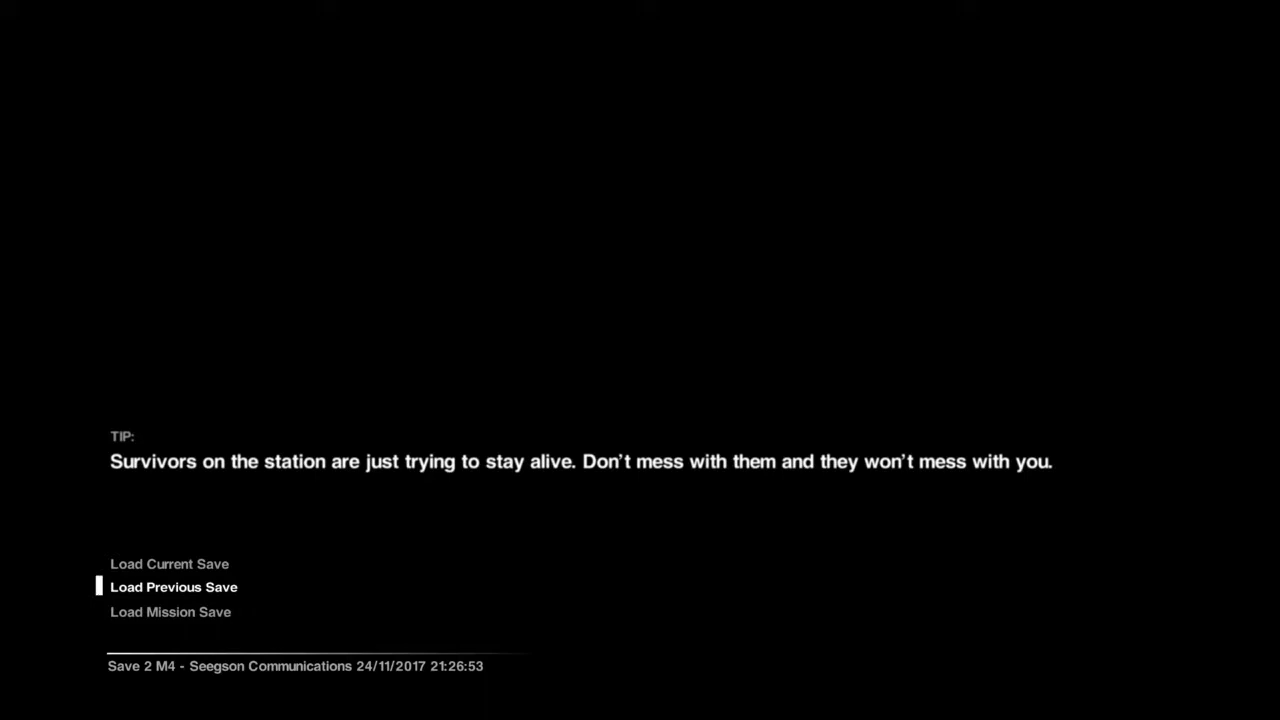 TIP:
Survivors on the station are just trying to stay alive. Don't mess with them and they won't mess with you.
Load Current Save
Load Previous Save
Load Mission Save
Save 2 M4 - Seegson Communications 24/11/2017 21:26:53